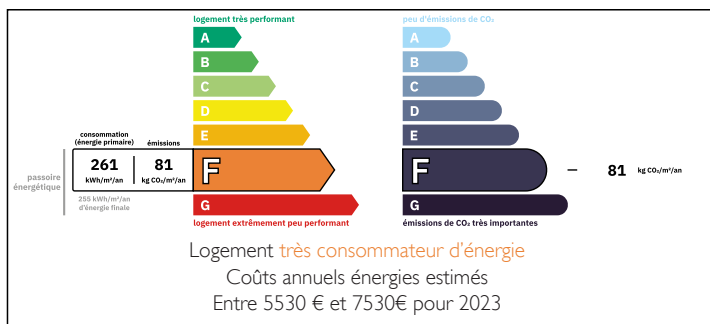 logement très performant
A
B
C
D
E
consommation
(énergie primaire)
émissions
261
kWh/m²/an
81
kg CO₂/m²/an
F
passoire
énergétique
255 kWh/m²/an
d'énergie finale
G
logement extrêmement peu performant
peu d'émissions de CO₂
A
B
C
D
E
F
81 kg CO₂/m²/an
G
émissions de CO₂ très importantes
Logement très consommateur d'énergie
Coûts annuels énergies estimés
Entre 5530 € et 7530€ pour 2023